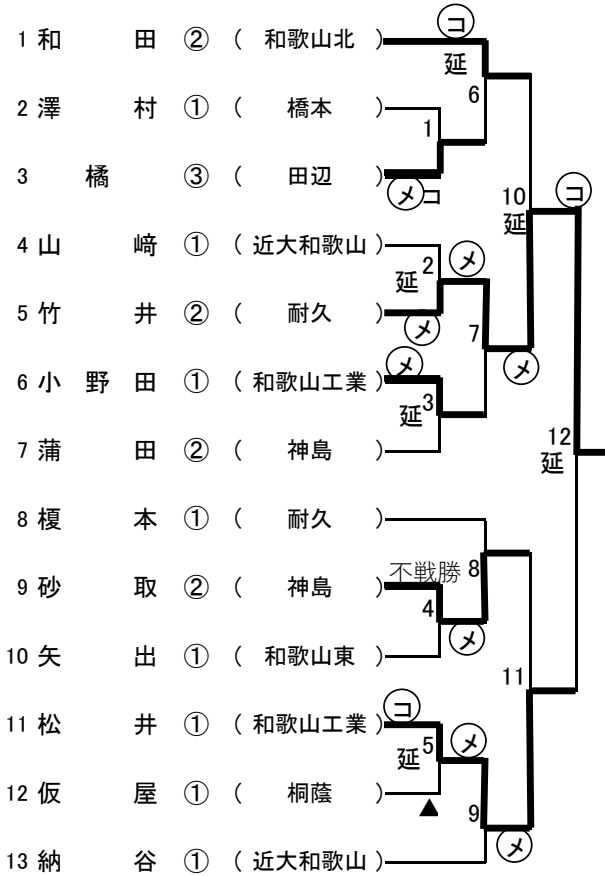 ㋙
1 和 田 ② ( 和歌山北 )
延
6
2 澤 村 ① ( 橋本 )
1
3 橘 ③ ( 田辺 )
㋱コ
10
㋙
延
4 山 﨑 ① ( 近大和歌山 )
2
㋱
延
5 竹 井 ② ( 耐久 )
㋱
7
㋱
㋱
6 小 野 田 ① ( 和歌山工業 )
3
延
12
7 蒲 田 ② ( 神島 )
延
8 榎 本 ① ( 耐久 )
不戦勝
8
9 砂 取 ② ( 神島 )
4
㋱
10 矢 出 ① ( 和歌山東 )
11
㋙
11 松 井 ① ( 和歌山工業 )
5
㋱
延
12 仮 屋 ① ( 桐蔭 )
▲
9
㋱
13 納 谷 ① ( 近大和歌山 )